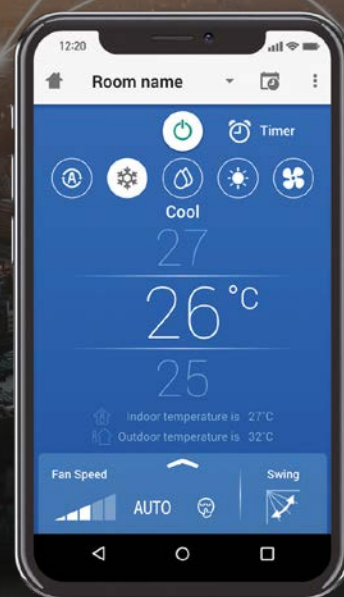 12:20
Room name
Timer
A
Cool
27
26°C
25
Indoor temperature is 27°C
Outdoor temperature is 32°C
Fan Speed
Swing
AUTO